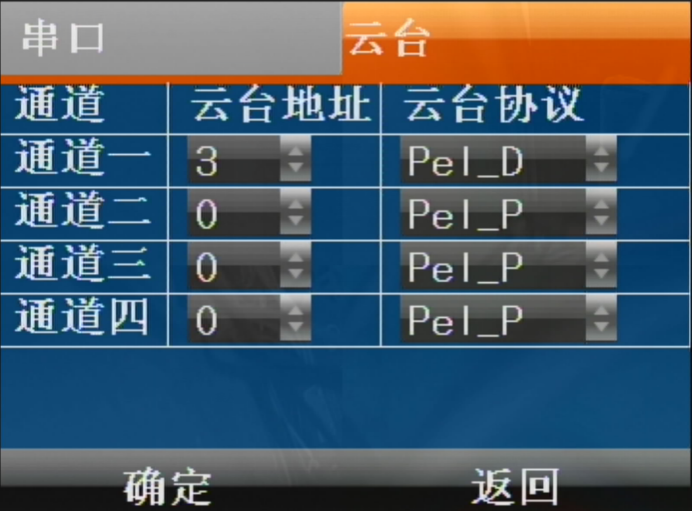 串口 云台
通道 云台地址 云台协议
通道一 3 Pel_D
通道二 0 Pel_P
通道三 0 Pel_P
通道四 0 Pel_P
确定 返回